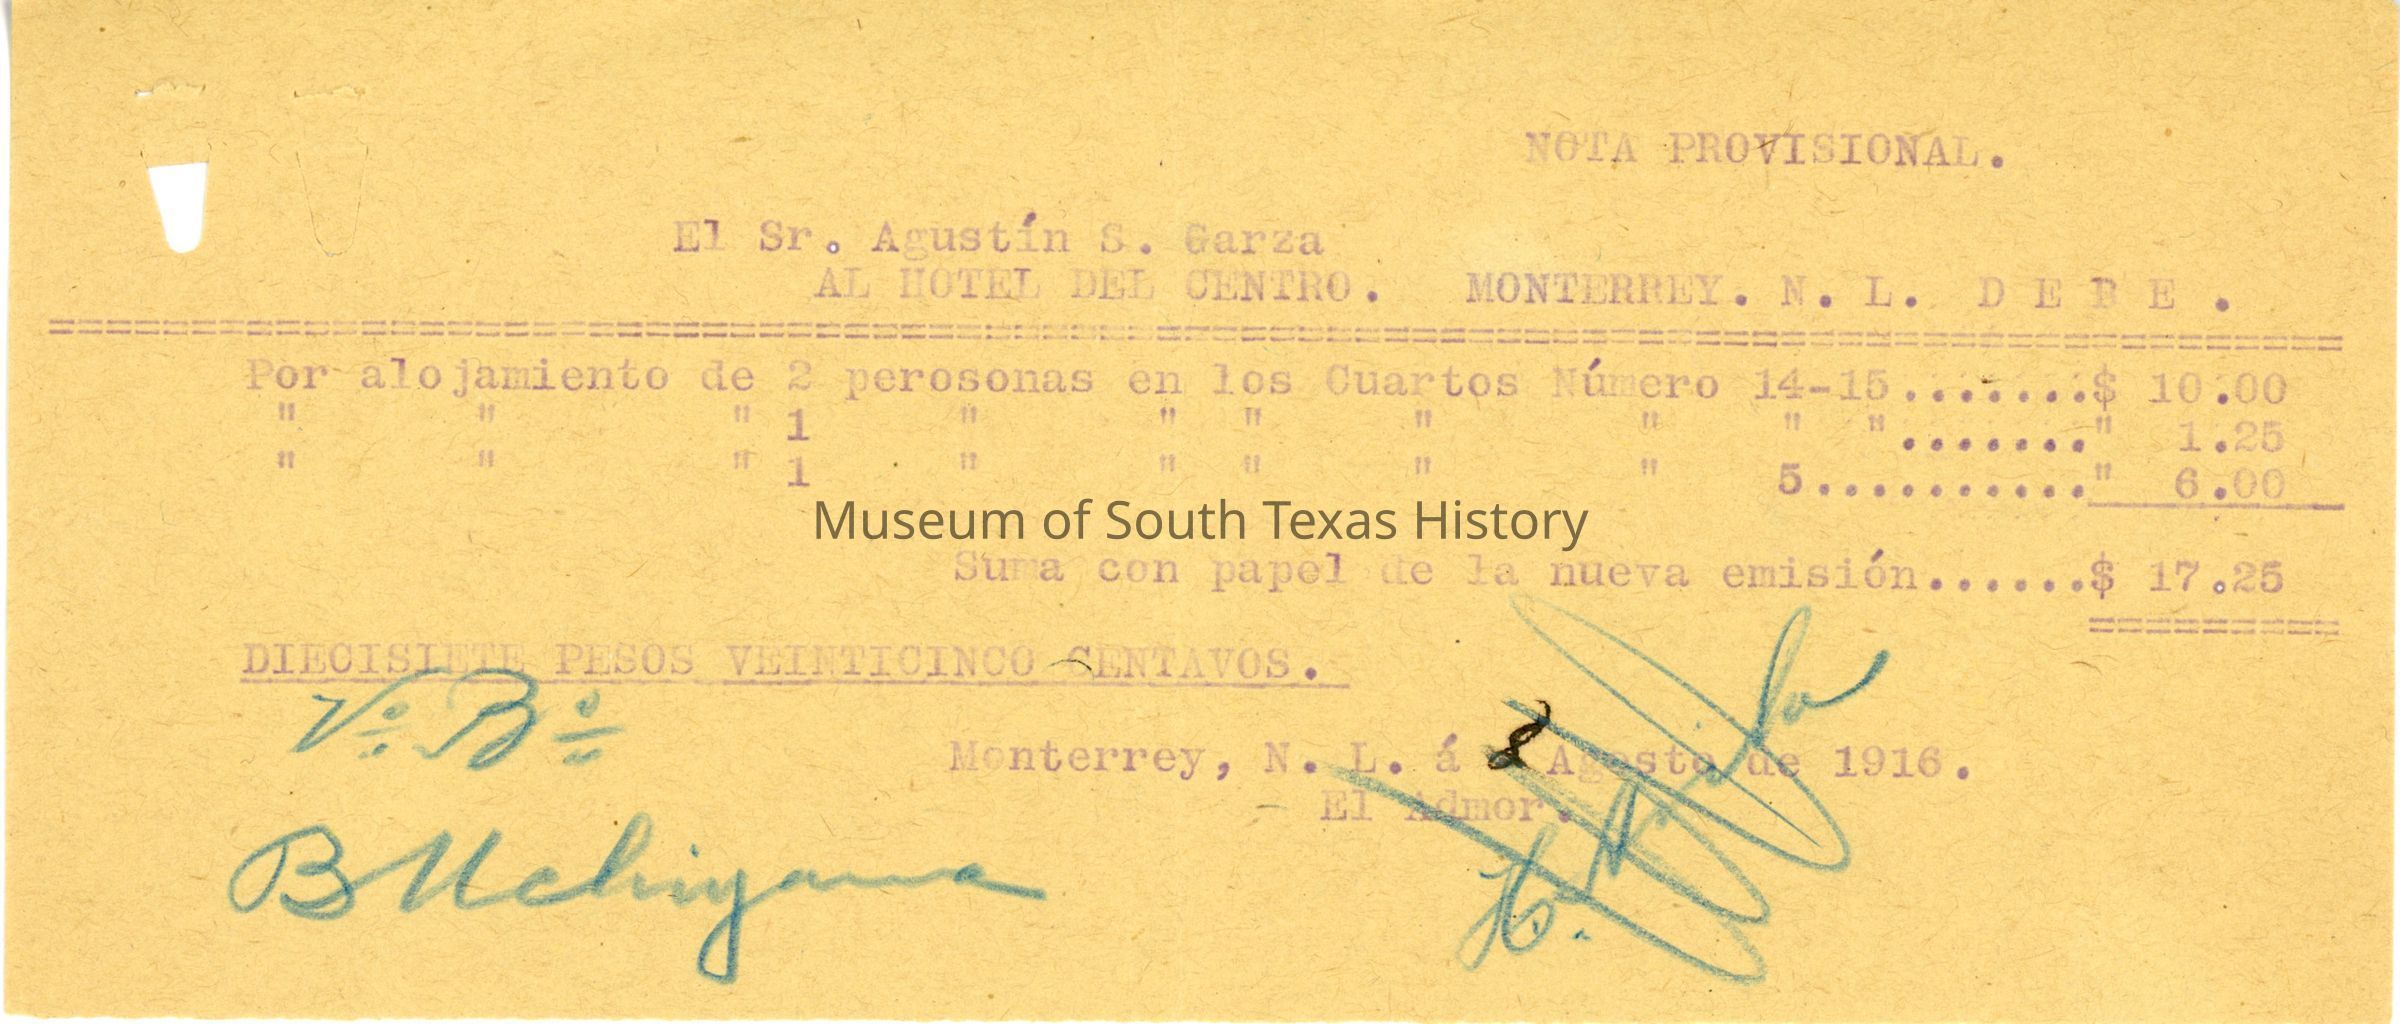 NOTA PROVISIONAL.
El Sr. Agustín S. Garza
AL HOTEL DEL CENTRO. MONTERREY. N. L. D E B E .
================================================================================
Por alojamiento de 2 perosonas en los Cuartos Número 14-15.......$ 10.00
" " " 1 " " " " " " "......." 1.25
" " " 1 " " " " " 5..........." 6.00
Museum of South Texas History
Suma con papel de la nueva emisión......$ 17.25
=========
DIECISIETE PESOS VEINTICINCO CENTAVOS.
Vº Bº
Monterrey, N. L. á 8 Agosto de 1916.
El Admor.
B Uchiyama